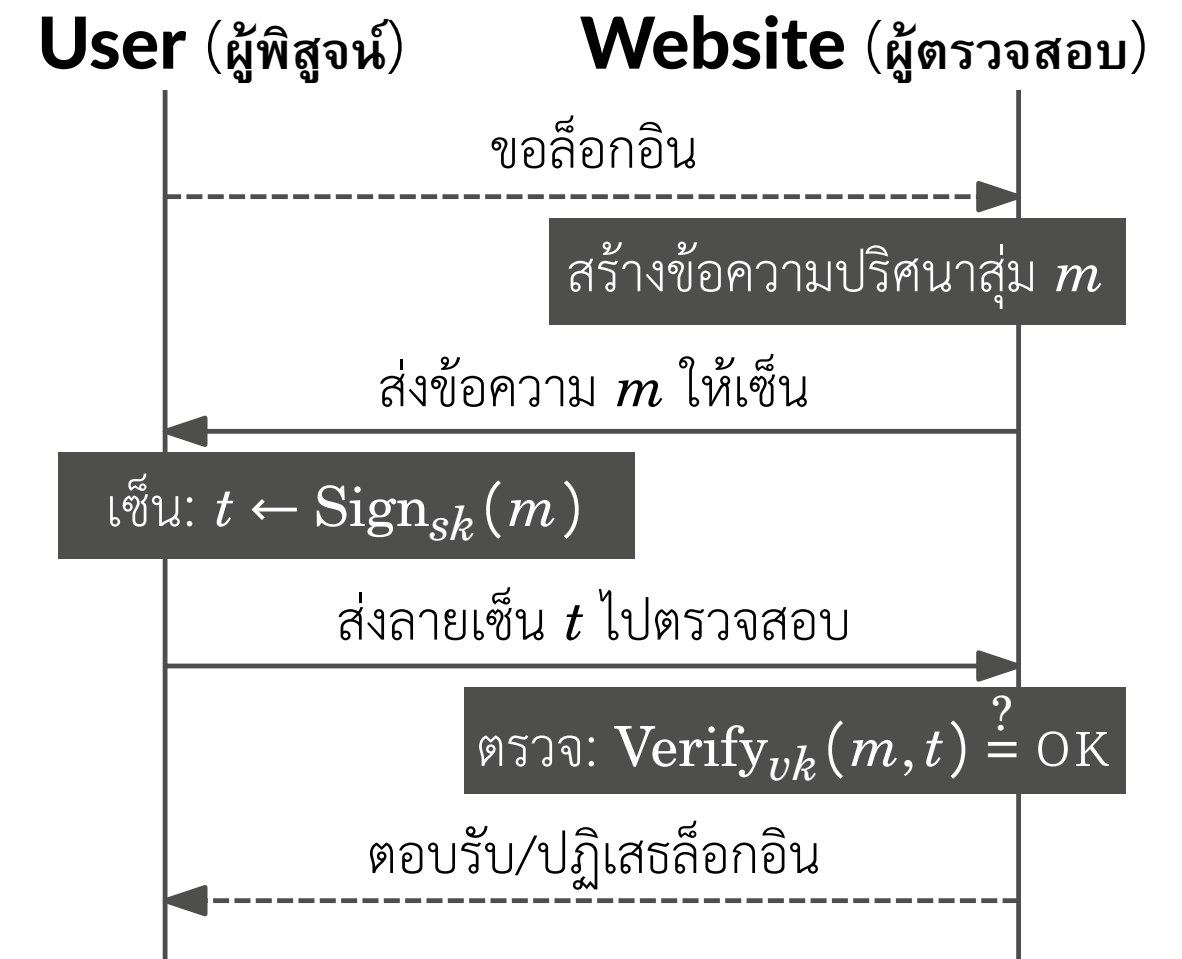 User (ผู้พิสูจน์) Website (ผู้ตรวจสอบ)
ขอล็อกอิน
สร้างข้อความปริศนาสุ่ม m
ส่งข้อความ m ให้เซ็น
เซ็น: t ← Sign_sk(m)
ส่งลายเซ็น t ไปตรวจสอบ
ตรวจ: Verify_vk(m,t) ≟ OK
ตอบรับ/ปฏิเสธล็อกอิน